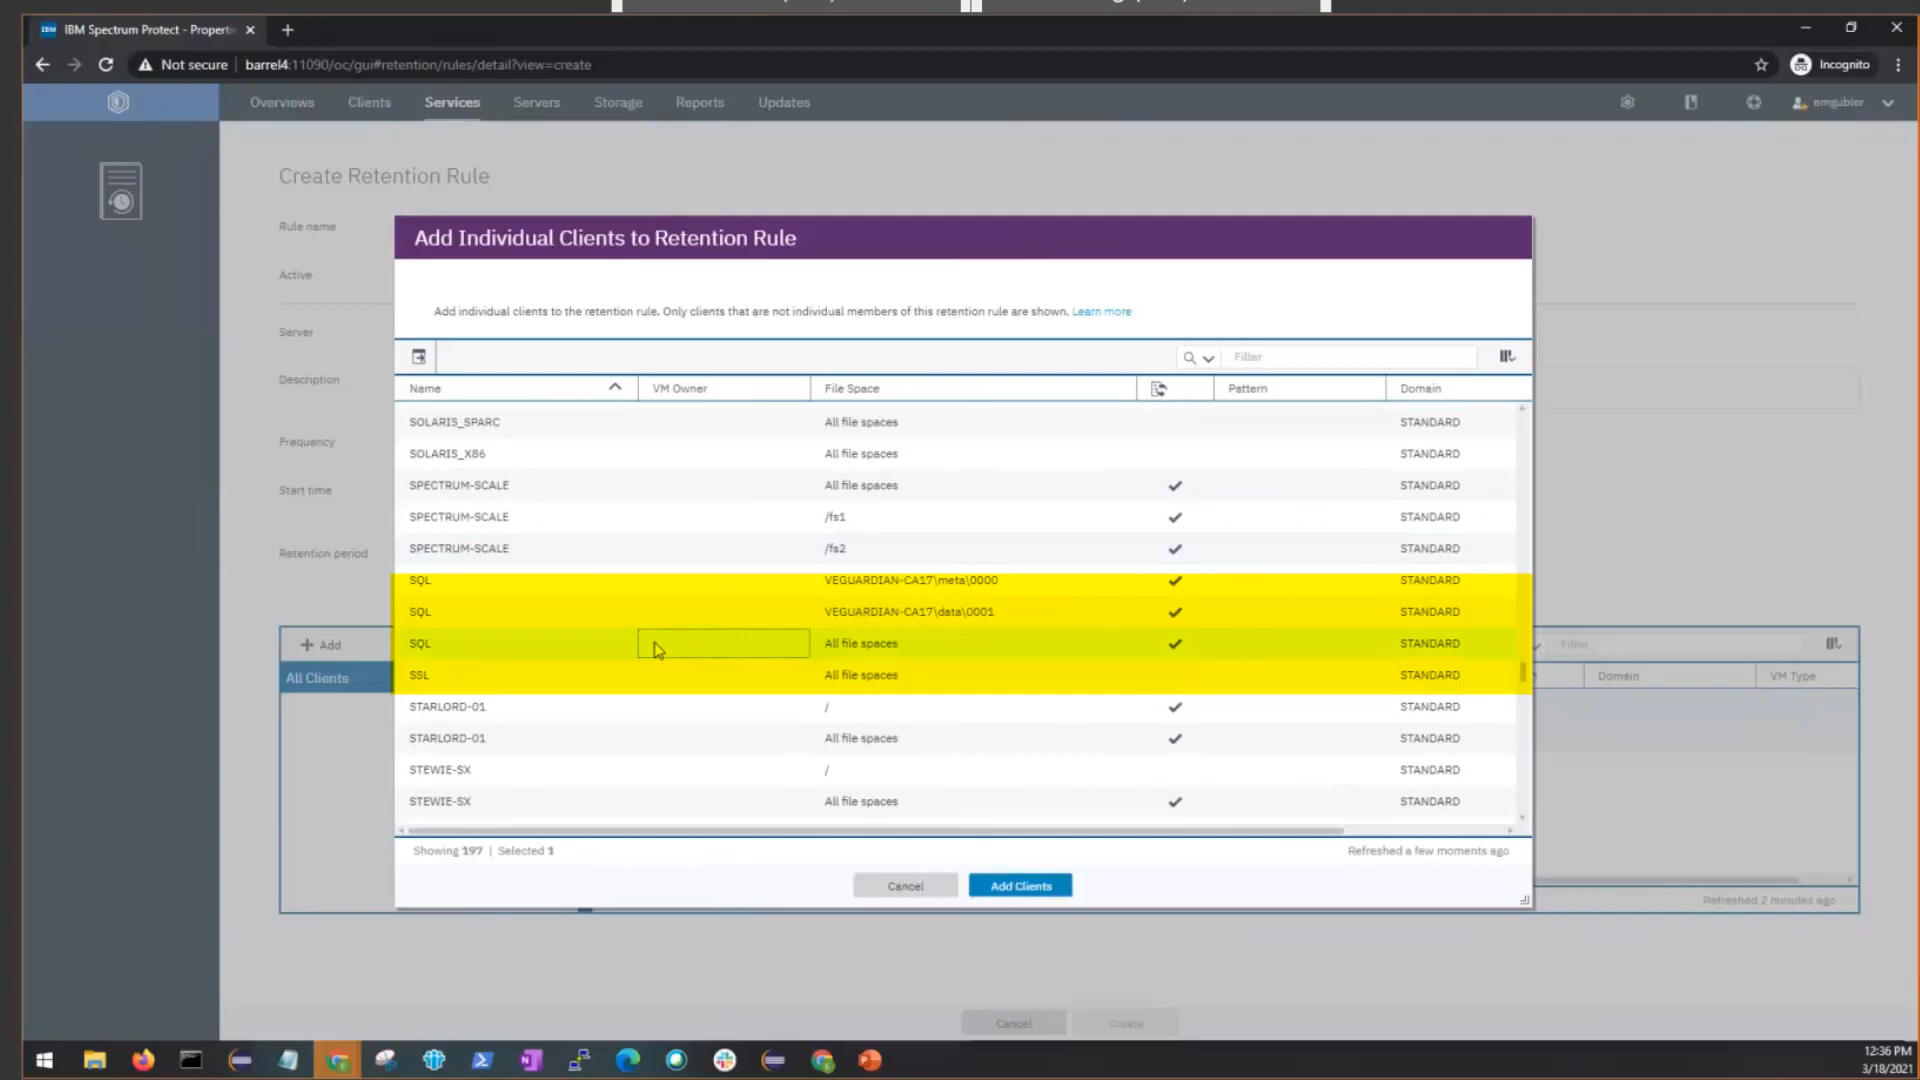 IBM Spectrum Protect - Properti
Not secure | barrel4:11090/oc/gui#retention/rules/detail?view=create
Incognito
Overviews Clients Services Servers Storage Reports Updates emgubler
Create Retention Rule
Rule name
Active
Server
Description
Frequency
Start time
Retention period
+ Add
All Clients
Add Individual Clients to Retention Rule
Add individual clients to the retention rule. Only clients that are not individual members of this retention rule are shown. Learn more
Filter
Name VM Owner File Space Pattern Domain
SOLARIS_SPARC All file spaces STANDARD
SOLARIS_X86 All file spaces STANDARD
SPECTRUM-SCALE All file spaces STANDARD
SPECTRUM-SCALE /fs1 STANDARD
SPECTRUM-SCALE /fs2 STANDARD
SQL VEGUARDIAN-CA17\meta\0000 STANDARD
SQL VEGUARDIAN-CA17\data\0001 STANDARD
SQL All file spaces STANDARD
SSL All file spaces STANDARD
STARLORD-01 / STANDARD
STARLORD-01 All file spaces STANDARD
STEWIE-SX / STANDARD
STEWIE-SX All file spaces STANDARD
Showing 197 | Selected 1
Refreshed a few moments ago
Cancel Add Clients
Filter
Domain VM Type
Refreshed 2 minutes ago
Cancel Create
12:36 PM
3/18/2021